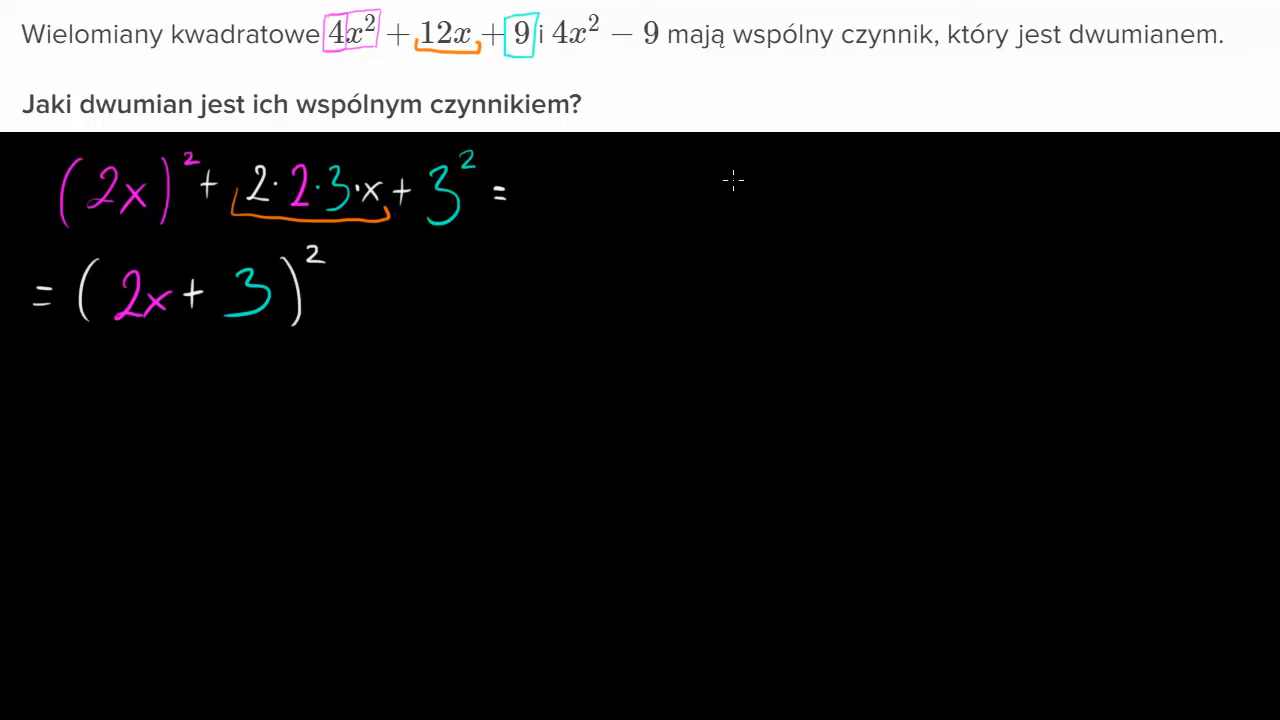 Wielomiany kwadratowe 4x² + 12x + 9 i 4x² − 9 mają wspólny czynnik, który jest dwumianem.
Jaki dwumian jest ich wspólnym czynnikiem?
(2x)² + 2·2·3·x + 3² =
= (2x + 3)²